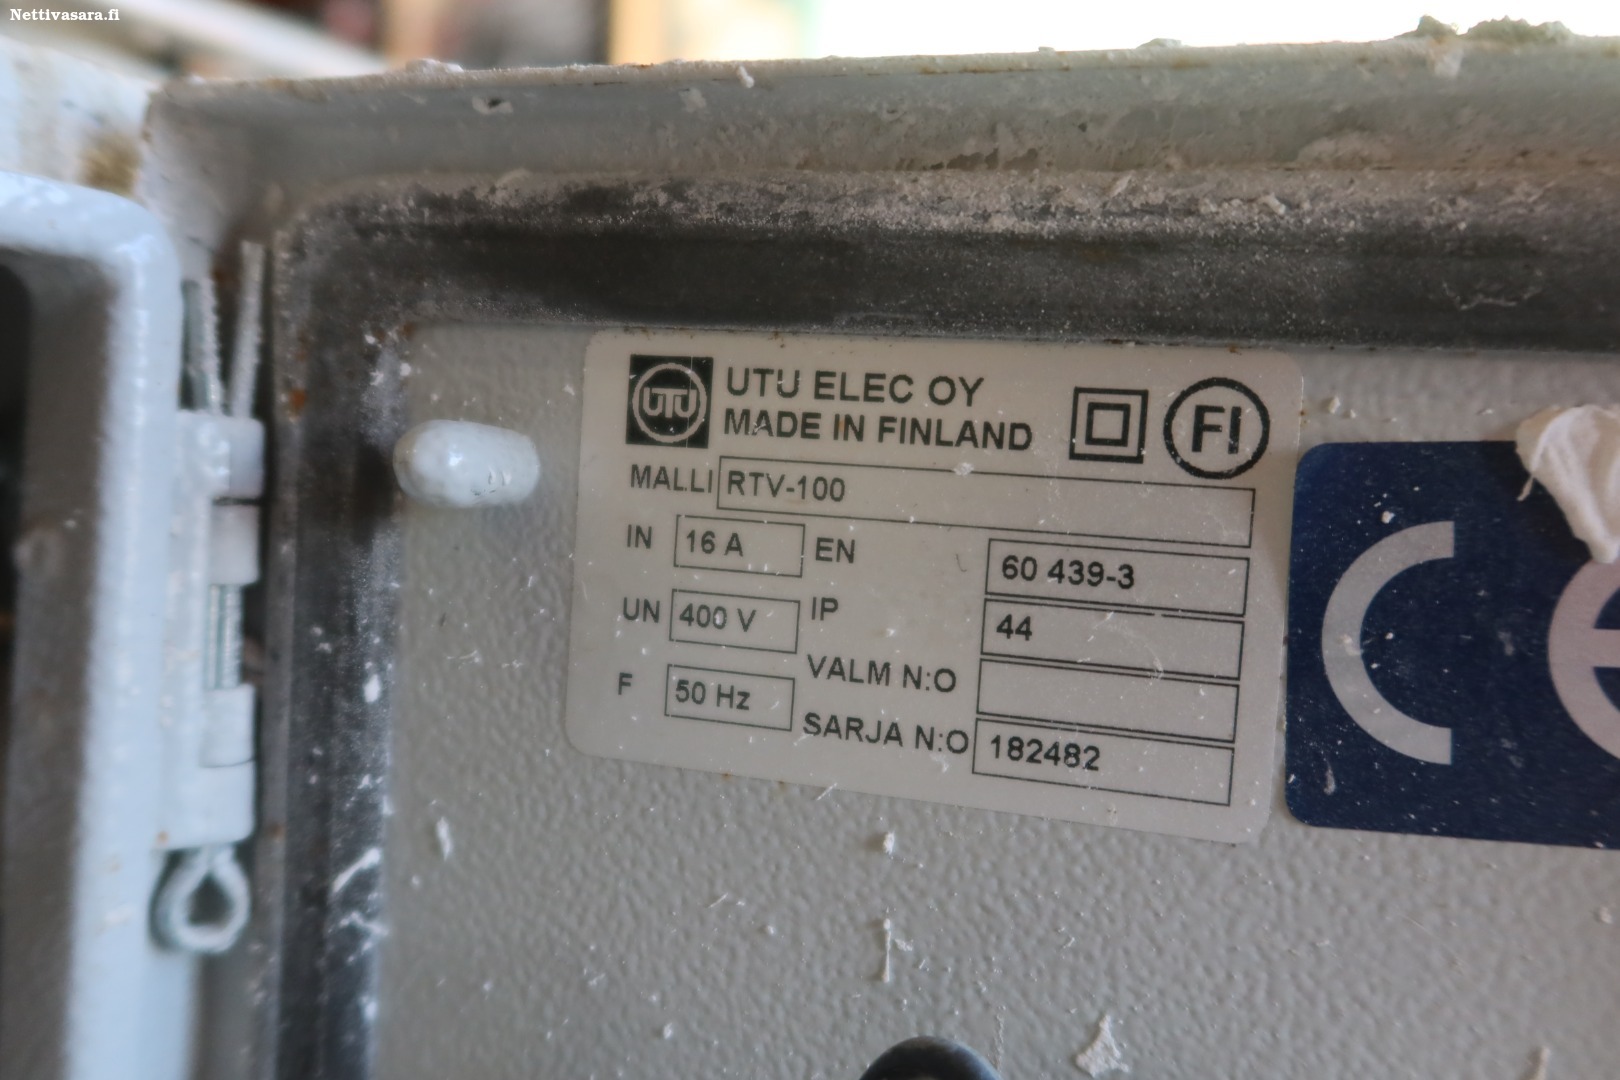 Nettivasara.fi
UTU
UTU ELEC OY
MADE IN FINLAND
FI
MALLI RTV-100
IN 16 A EN 60 439-3
UN 400 V IP 44
F 50 Hz VALM N:O
SARJA N:O 182482
CE